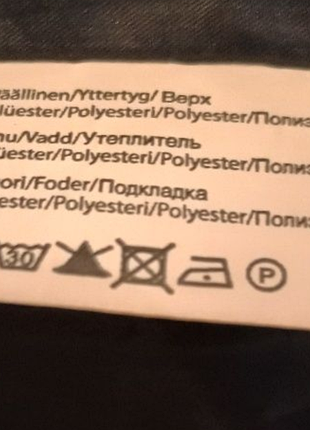 äällinen/Yttertyg/ Верх
lüester/Polyesteri/Polyester/Полиэ
nu/Vadd/Утеплитель
üester/Polyesteri/Polyester/Полиэ
ori/Foder/Подкладка
ester/Polyesteri/Polyester/Поли
30 P